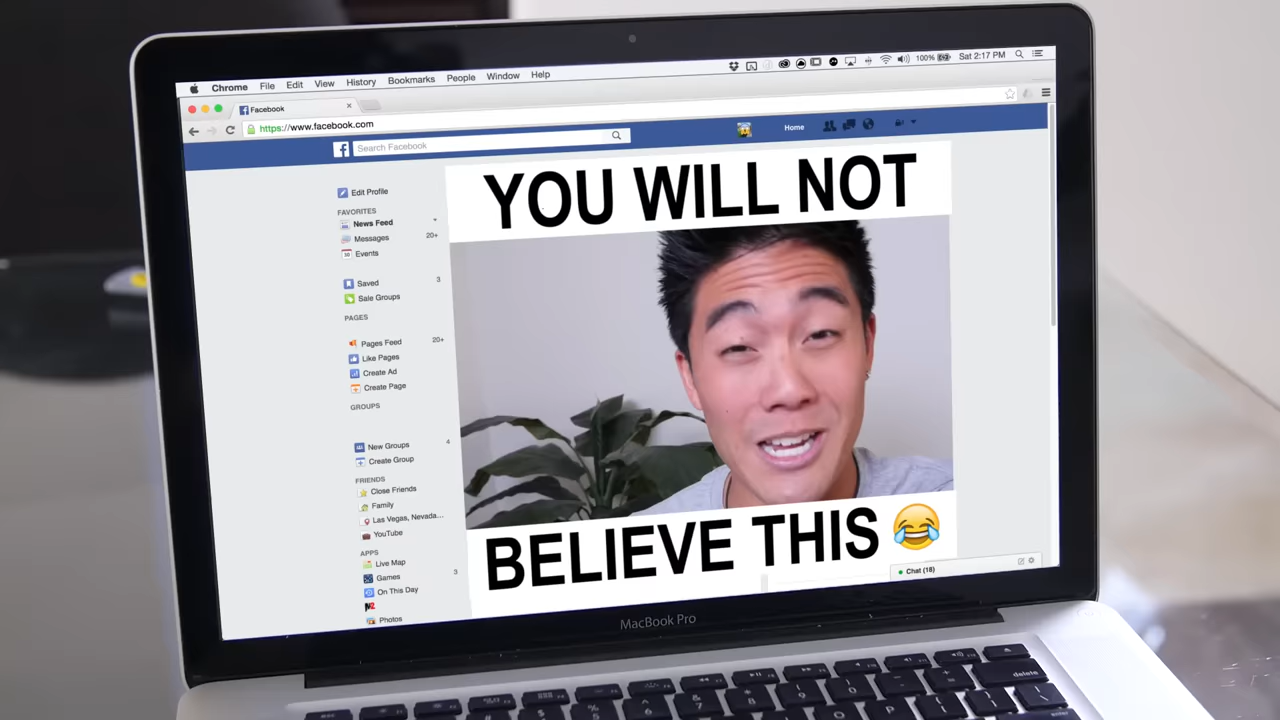 Chrome File Edit View History Bookmarks People Window Help
100% Sat 2:17 PM
Facebook
https://www.facebook.com
Search Facebook
Home
YOU WILL NOT
BELIEVE THIS 😂
Edit Profile
FAVORITES
News Feed
Messages 20+
Events
Saved 3
Sale Groups
PAGES
Pages Feed 20+
Like Pages
Create Ad
Create Page
GROUPS
New Groups 4
Create Group
FRIENDS
Close Friends
Family
Las Vegas, Nevada...
YouTube
APPS
Live Map
Games 3
On This Day
Photos
Chat (18)
MacBook Pro
delete